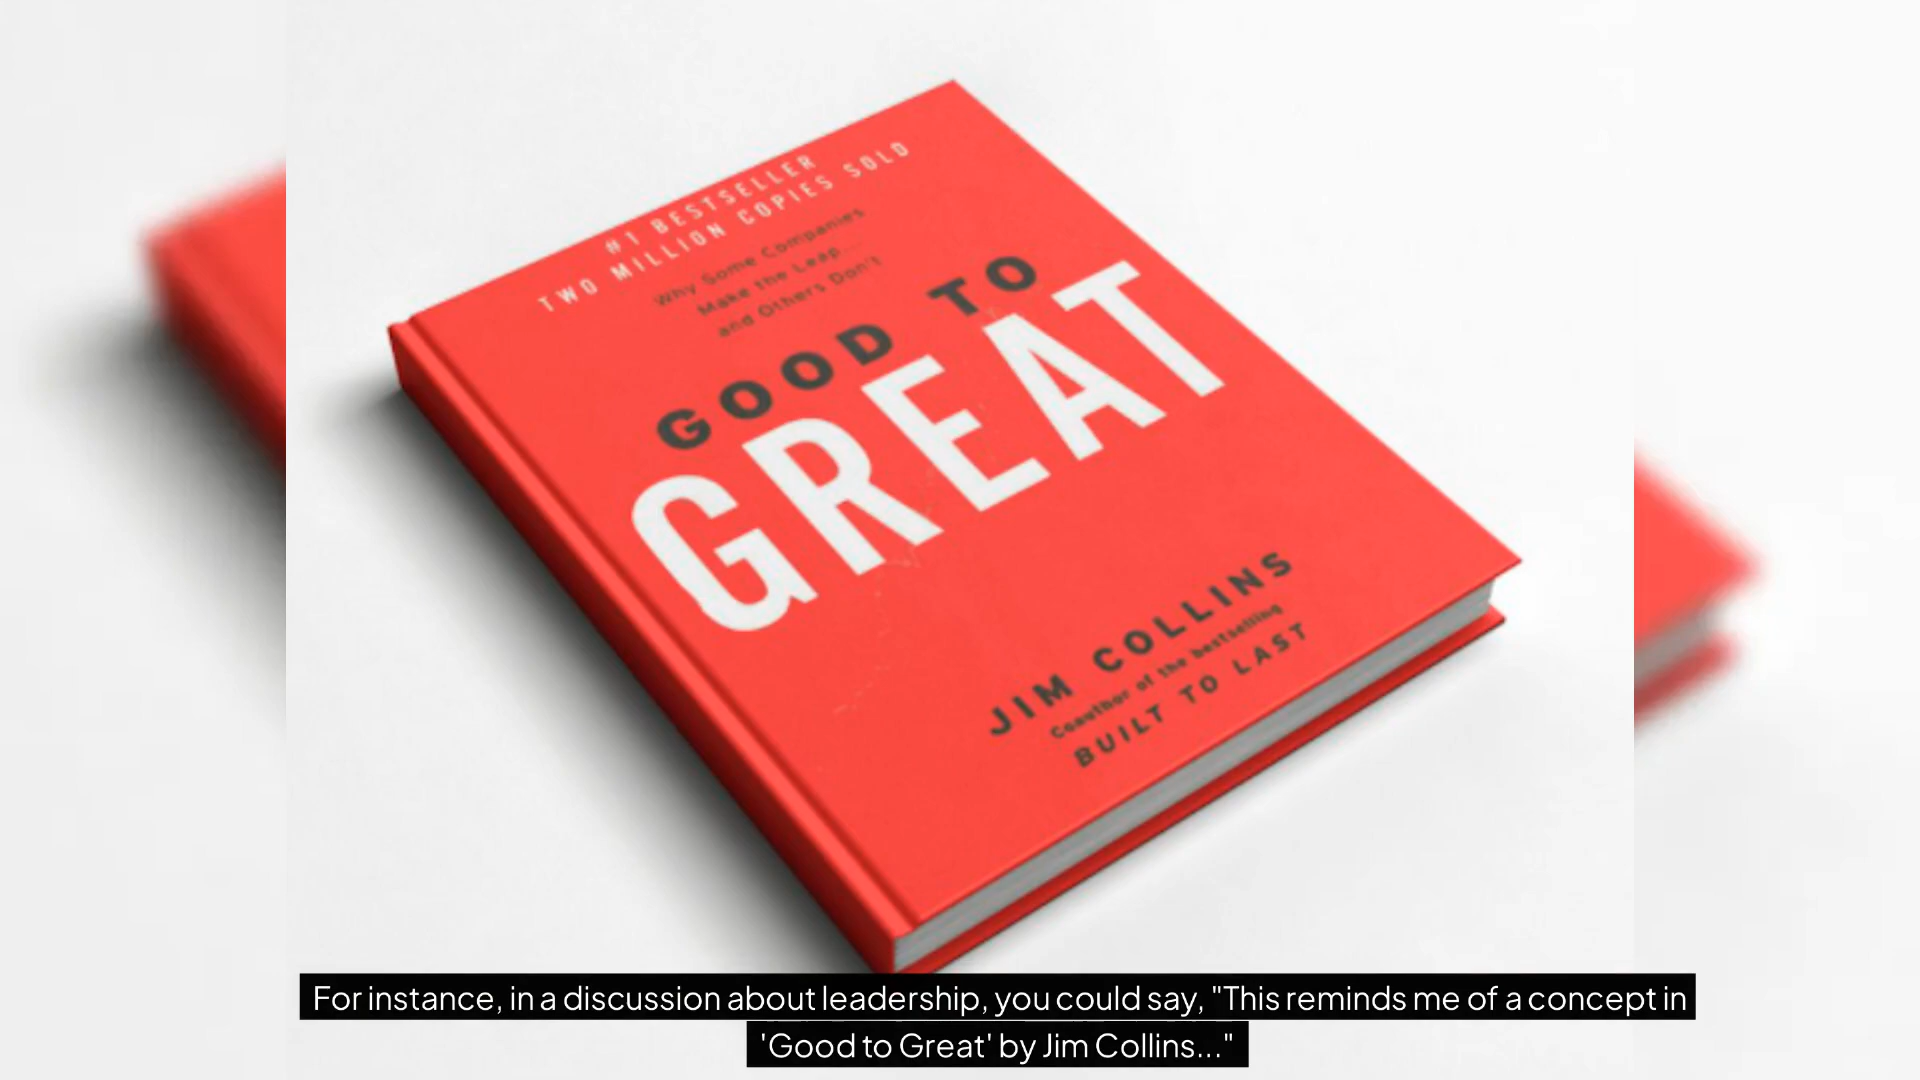 #1 BESTSELLER
TWO MILLION COPIES SOLD
Why Some Companies
Make the Leap...
and Others Don't
GOOD TO
GREAT
JIM COLLINS
Coauthor of the bestselling
BUILT TO LAST
For instance, in a discussion about leadership, you could say, "This reminds me of a concept in
'Good to Great' by Jim Collins..."